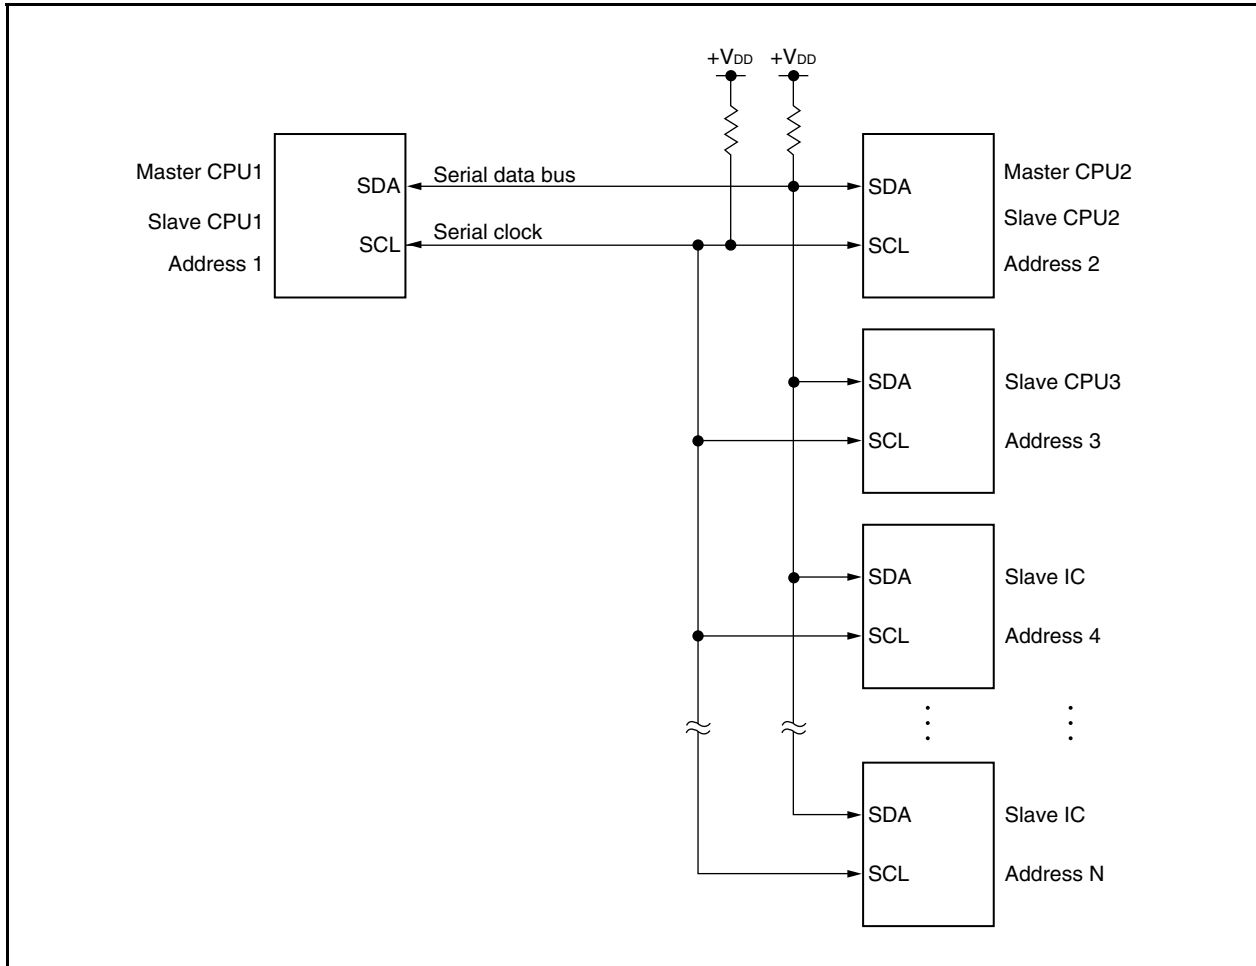 +VDD +VDD
Master CPU1
Slave CPU1
Address 1
SDA
SCL
Serial data bus
Serial clock
SDA
SCL
Master CPU2
Slave CPU2
Address 2
SDA
SCL
Slave CPU3
Address 3
SDA
SCL
Slave IC
Address 4
SDA
SCL
Slave IC
Address N